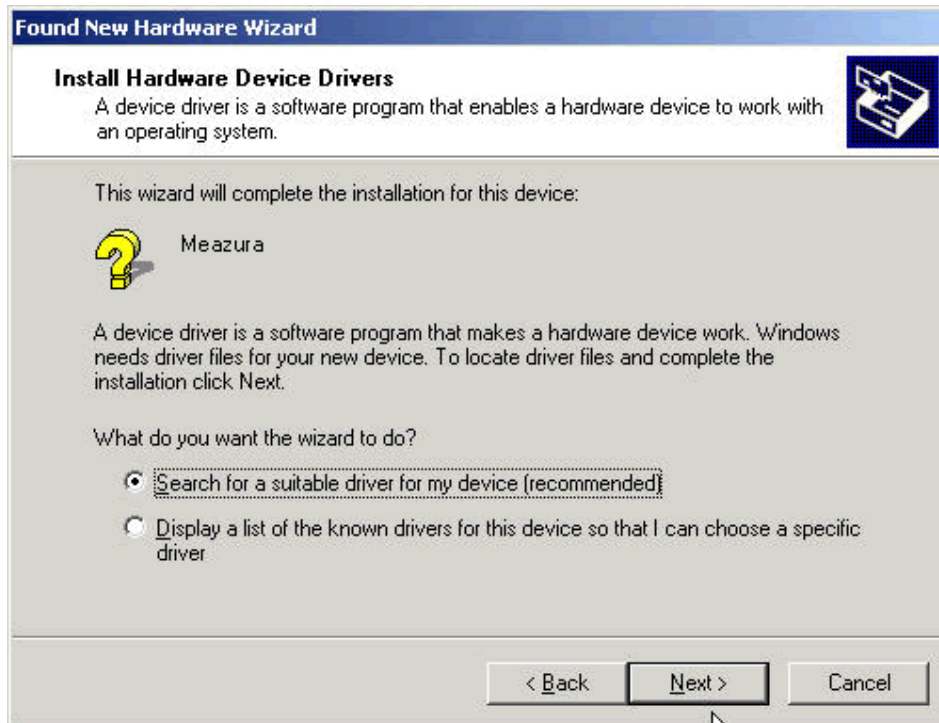 Found New Hardware Wizard
Install Hardware Device Drivers
A device driver is a software program that enables a hardware device to work with
an operating system.
This wizard will complete the installation for this device:
Meazura
A device driver is a software program that makes a hardware device work. Windows
needs driver files for your new device. To locate driver files and complete the
installation click Next.
What do you want the wizard to do?
Search for a suitable driver for my device (recommended)
Display a list of the known drivers for this device so that I can choose a specific
driver
< Back Next > Cancel